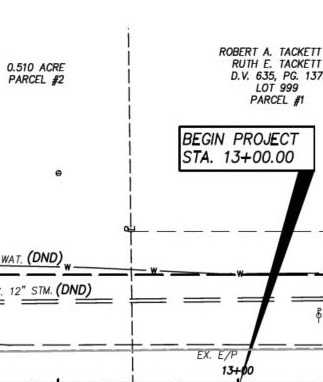 0.510 ACRE
PARCEL #2
ROBERT A. TACKETT
RUTH E. TACKETT
D.V. 635, PG. 137
LOT 999
PARCEL #1
BEGIN PROJECT
STA. 13+00.00
PL
WAT. (DND)
W W W
. 12" STM. (DND)
EX. E/P
13+00